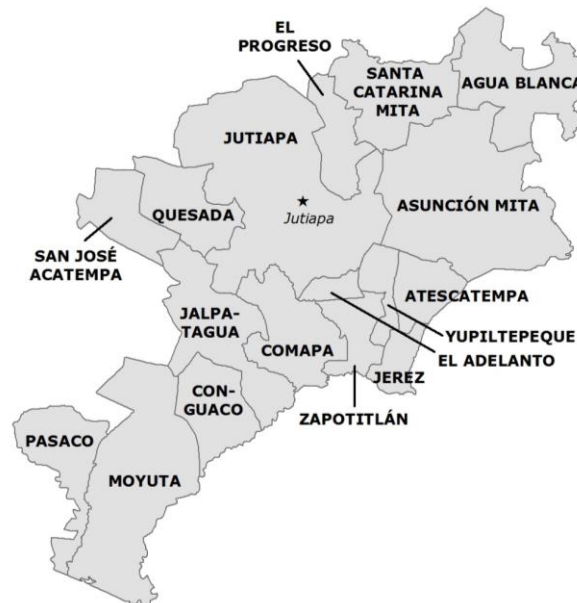 EL
PROGRESO
SANTA
CATARINA
MITA
AGUA BLANCA
JUTIAPA
Jutiapa
QUESADA
ASUNCIÓN MITA
SAN JOSÉ
ACATEMPA
ATESCATEMPA
JALPA-
TAGUA
YUPILTEPEQUE
COMAPA
EL ADELANTO
JEREZ
CON-
GUACO
ZAPOTITLÁN
PASACO
MOYUTA